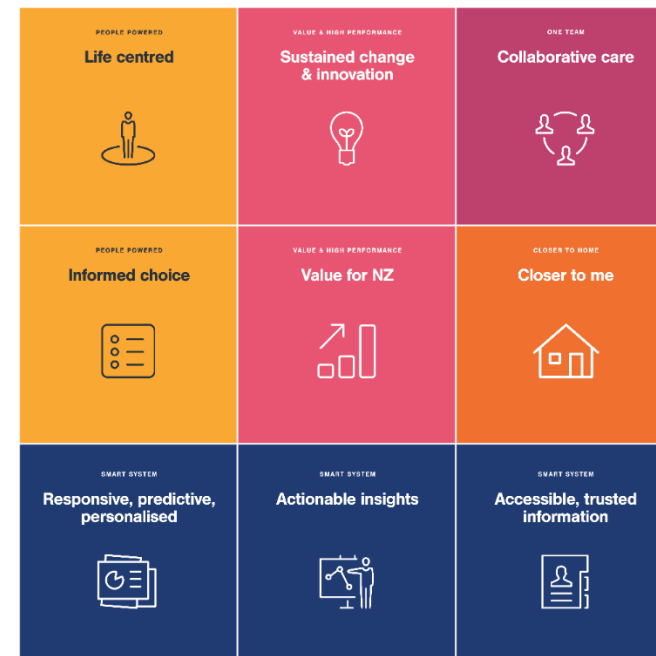 PEOPLE POWERED
Life centred
VALUE & HIGH PERFORMANCE
Sustained change
& innovation
ONE TEAM
Collaborative care
PEOPLE POWERED
Informed choice
VALUE & HIGH PERFORMANCE
Value for NZ
CLOSER TO HOME
Closer to me
SMART SYSTEM
Responsive, predictive,
personalised
SMART SYSTEM
Actionable insights
SMART SYSTEM
Accessible, trusted
information